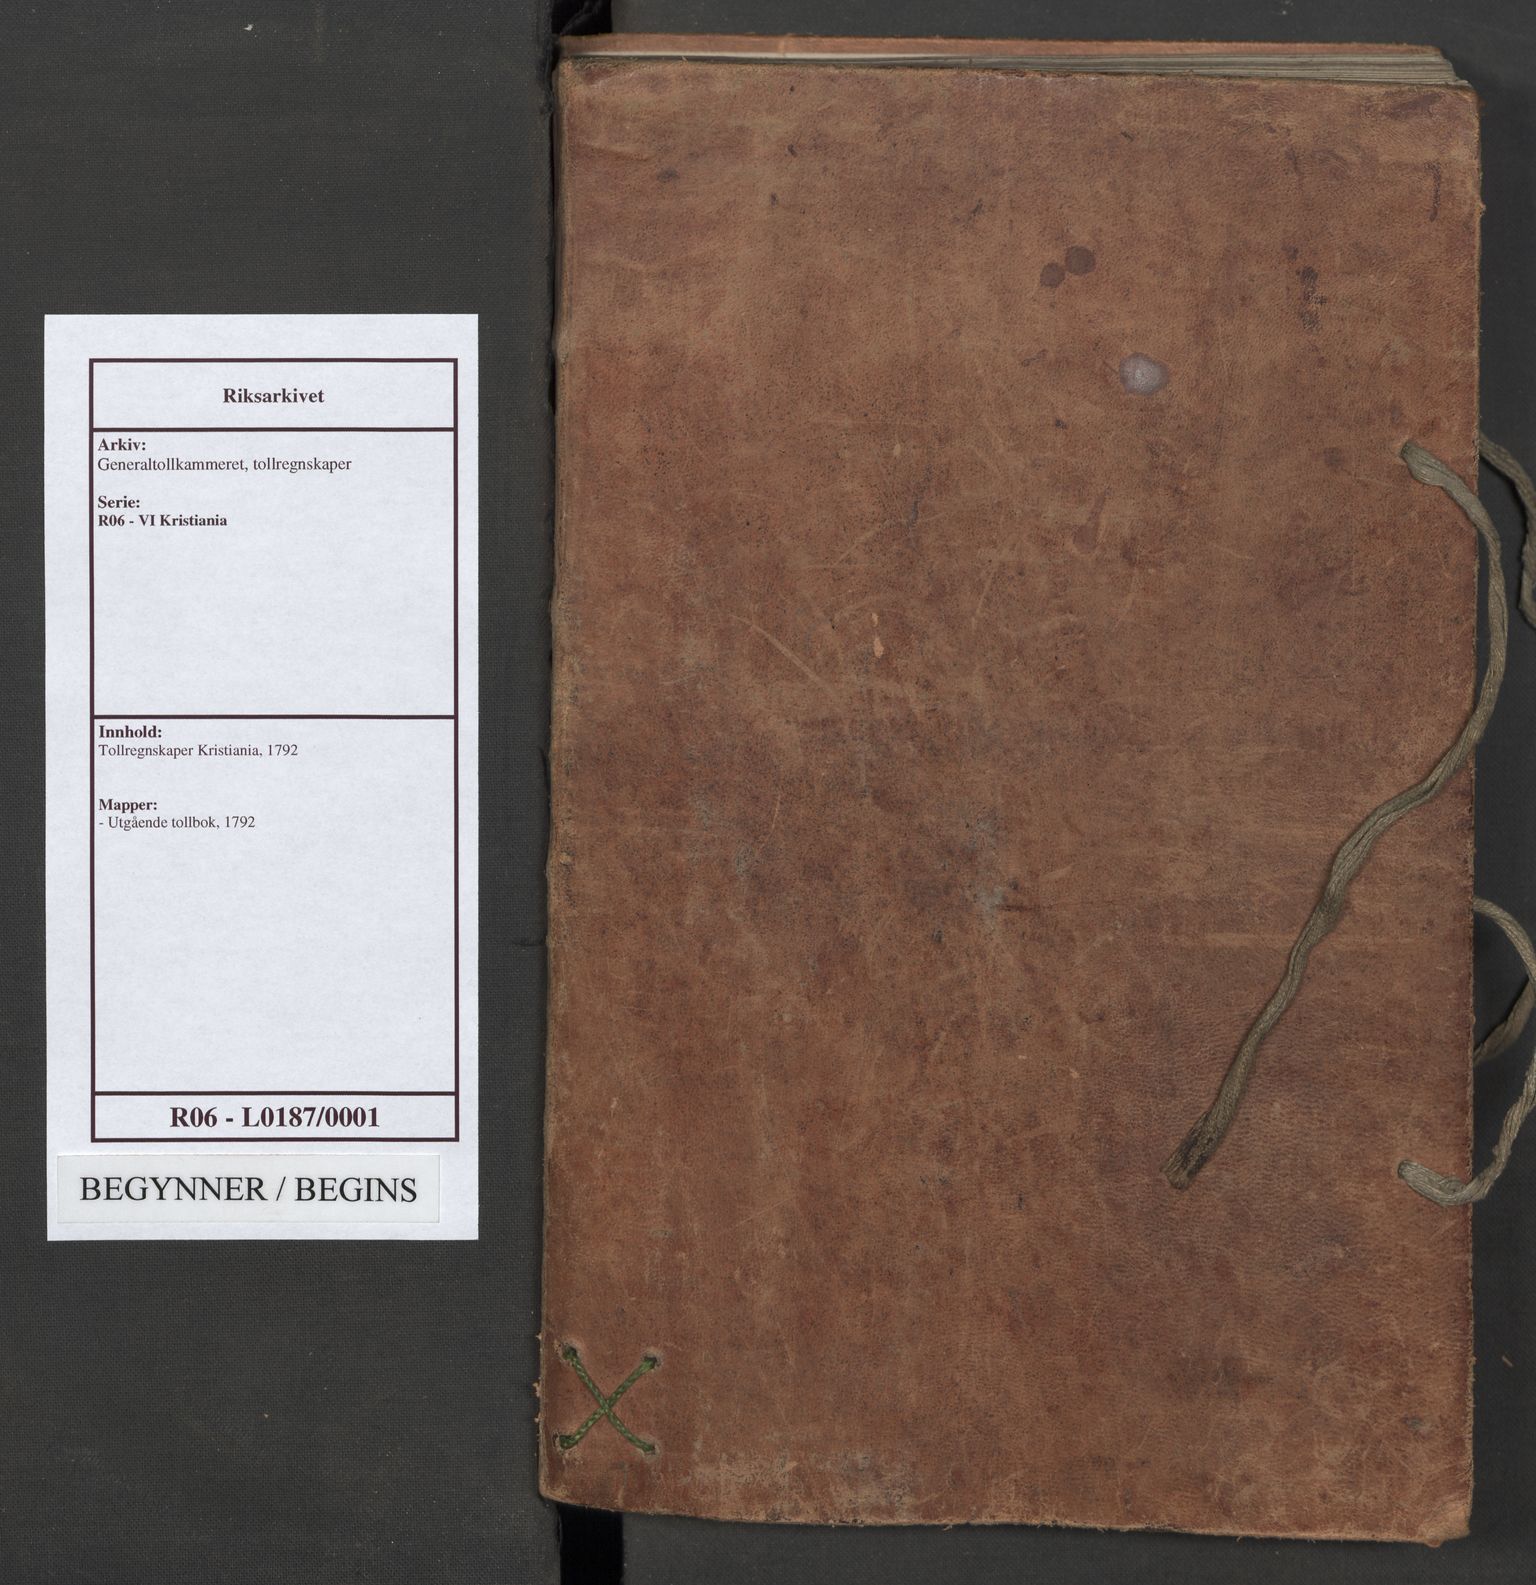 Riksarkivet
Arkiv:
Generaltollkammeret, tollregnskaper
Serie:
R06 - VI Kristiania
Innhold:
Tollregnskaper Kristiania, 1792
Mapper:
- Utgående tollbok, 1792
R06 - L0187/0001
BEGYNNER / BEGINS